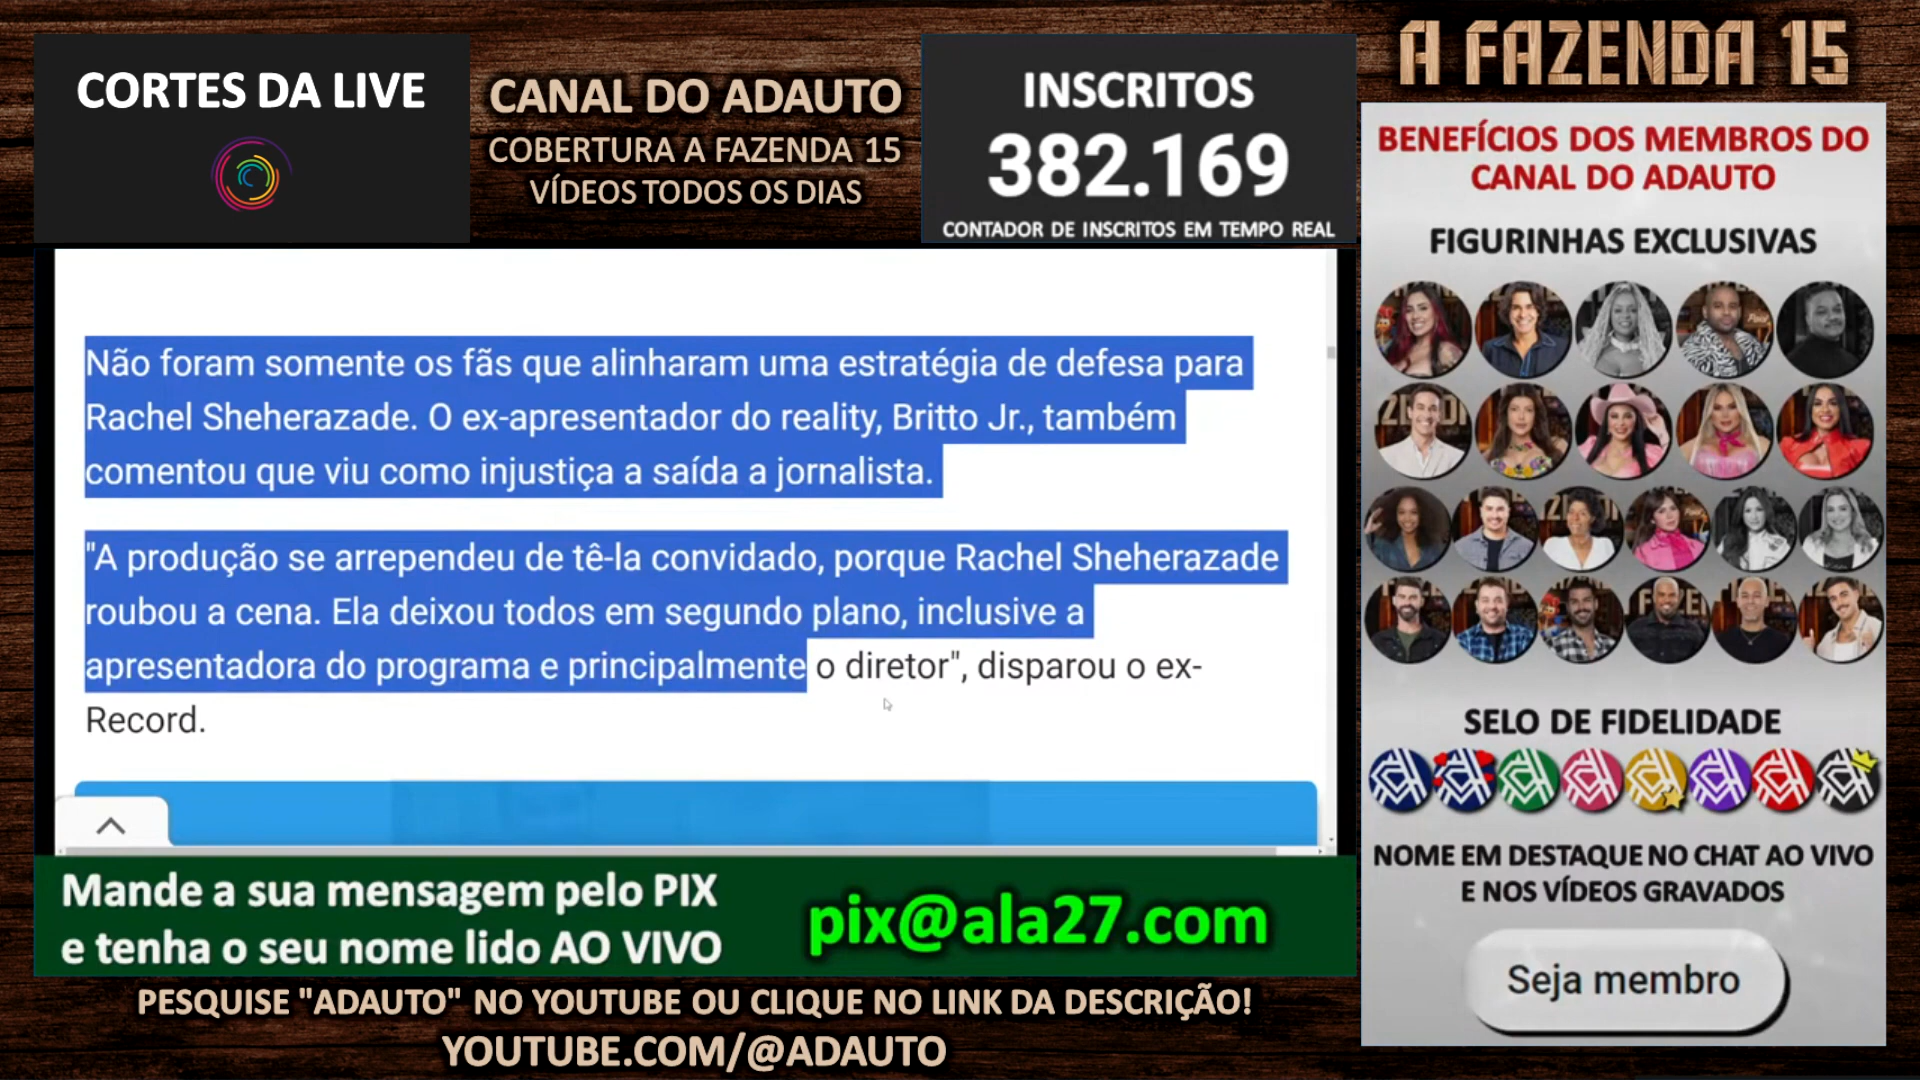 CORTES DA LIVE
CANAL DO ADAUTO
COBERTURA A FAZENDA 15
VÍDEOS TODOS OS DIAS
INSCRITOS
382.169
CONTADOR DE INSCRITOS EM TEMPO REAL
A FAZENDA 15
BENEFÍCIOS DOS MEMBROS DO
CANAL DO ADAUTO
FIGURINHAS EXCLUSIVAS
SELO DE FIDELIDADE
NOME EM DESTAQUE NO CHAT AO VIVO
E NOS VÍDEOS GRAVADOS
Seja membro
Não foram somente os fãs que alinharam uma estratégia de defesa para
Rachel Sheherazade. O ex-apresentador do reality, Britto Jr., também
comentou que viu como injustiça a saída a jornalista.
"A produção se arrependeu de tê-la convidado, porque Rachel Sheherazade
roubou a cena. Ela deixou todos em segundo plano, inclusive a
apresentadora do programa e principalmente o diretor", disparou o ex-
Record.
Mande a sua mensagem pelo PIX
e tenha o seu nome lido AO VIVO
pix@ala27.com
PESQUISE "ADAUTO" NO YOUTUBE OU CLIQUE NO LINK DA DESCRIÇÃO!
YOUTUBE.COM/@ADAUTO